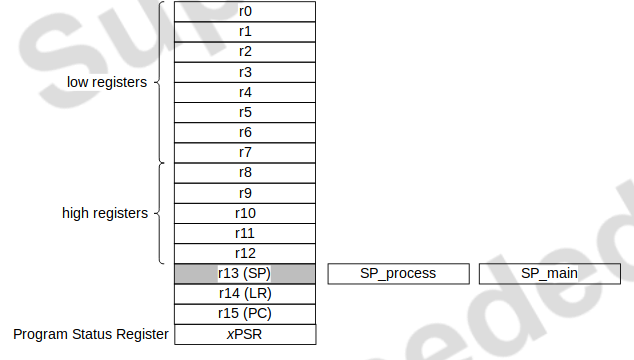 r0
r1
r2
low registers r3
r4
r5
r6
r7
r8
r9
high registers r10
r11
r12
r13 (SP) SP_process SP_main
r14 (LR)
r15 (PC)
Program Status Register xPSR